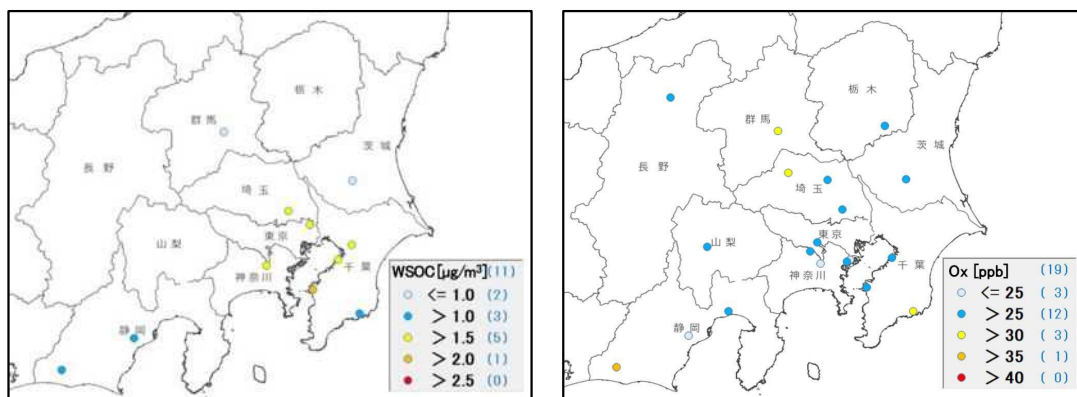 栃木
群馬
茨城
長野
埼玉
東京
山梨
千葉
神奈川
静岡
WSOC[µg/m³](11)
<= 1.0 (2)
> 1.0 (3)
> 1.5 (5)
> 2.0 (1)
> 2.5 (0)
栃木
群馬
茨城
長野
埼玉
東京
山梨
千葉
神奈川
静岡
Ox [ppb] (19)
<= 25 ( 3)
> 25 (12)
> 30 ( 3)
> 35 ( 1)
> 40 ( 0)